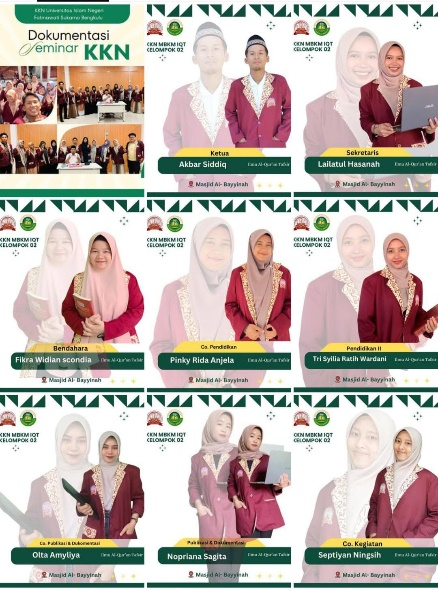 KKN Universitas Islam Negeri
Fatmawati Sukarno Bengkulu
Dokumentasi
Seminar KKN
KKN MBKM IQT
KELOMPOK 02
Ketua
Akbar Siddiq
Ilmu Al-Qur'an Tafsir
Masjid Al- Bayyinah
KKN MBKM IQT
KELOMPOK 02
Sekretaris
Lailatul Hasanah
Ilmu Al-Qur'an Tafsir
Masjid Al- Bayyinah
KKN MBKM IQT
KELOMPOK 02
Bendahara
Fikra Widian scondia
Ilmu Al-Qur'an Tafsir
Masjid Al- Bayyinah
KKN MBKM IQT
KELOMPOK 02
Co. Pendidikan
Pinky Rida Anjela
Ilmu Al-Qur'an Tafsir
Masjid Al- Bayyinah
KKN MBKM IQT
KELOMPOK 02
Pendidikan II
Tri Syilia Ratih Wardani
Ilmu Al-Qur'an Tafsir
Masjid Al- Bayyinah
KKN MBKM IQT
KELOMPOK 02
Co. Publikasi & Dukomentasi
Olta Amyliya
Ilmu Al-Qur'an Tafsir
Masjid Al- Bayyinah
KKN MBKM IQT
KELOMPOK 02
Publikasi & Dokumentasi
Nopriana Sagita
Ilmu Al-Qur'an Tafsir
Masjid Al- Bayyinah
KKN MBKM IQT
KELOMPOK 02
Co. Kegiatan
Septiyan Ningsih
Ilmu Al-Qur'an Tafsir
Masjid Al- Bayyinah